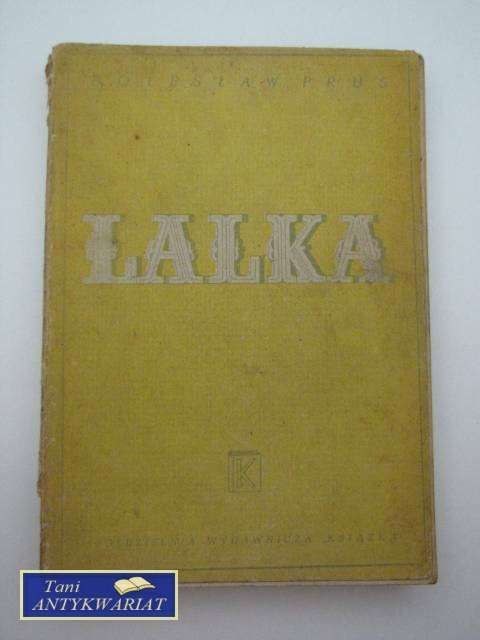 BOLESŁAW PRUS
LALKA
K
SPÓŁDZIELNIA WYDAWNICZA „KSIĄŻKA"
Tani
ANTYKWARIAT